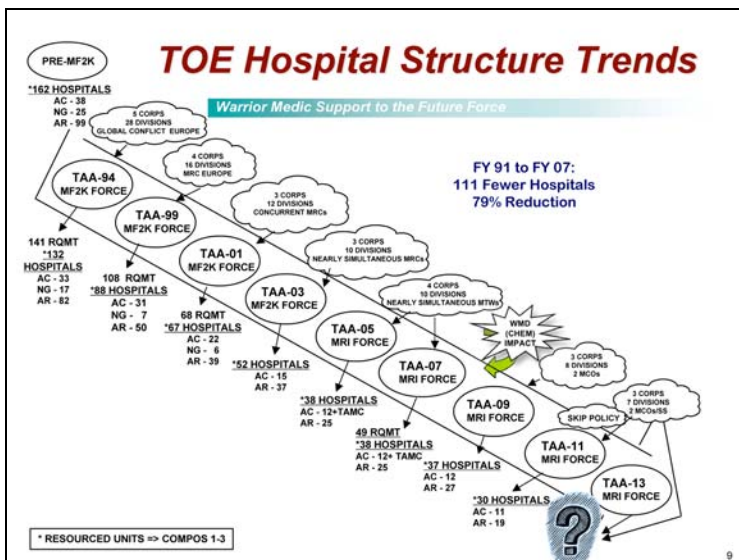 TOE Hospital Structure Trends
Warrior Medic Support to the Future Force
FY 91 to FY 07:
111 Fewer Hospitals
79% Reduction
PRE-MF2K
*162 HOSPITALS
AC - 38
NG - 25
AR - 99
5 CORPS
28 DIVISIONS
GLOBAL CONFLICT EUROPE
TAA-94
MF2K FORCE
141 RQMT
*132
HOSPITALS
AC - 33
NG - 17
AR - 82
4 CORPS
16 DIVISIONS
MRC EUROPE
TAA-99
MF2K FORCE
108 RQMT
*88 HOSPITALS
AC - 31
NG - 7
AR - 50
3 CORPS
12 DIVISIONS
CONCURRENT MRCs
TAA-01
MF2K FORCE
68 RQMT
*67 HOSPITALS
AC - 22
NG - 6
AR - 39
3 CORPS
10 DIVISIONS
NEARLY SIMULTANEOUS MRCs
TAA-03
MF2K FORCE
*52 HOSPITALS
AC - 15
AR - 37
4 CORPS
10 DIVISIONS
NEARLY SIMULTANEOUS MTWs
TAA-05
MRI FORCE
*38 HOSPITALS
AC - 12+TAMC
AR - 25
TAA-07
MRI FORCE
49 RQMT
*38 HOSPITALS
AC - 12+ TAMC
AR - 25
WMD
(CHEM)
IMPACT
3 CORPS
8 DIVISIONS
2 MCOs
TAA-09
MRI FORCE
*37 HOSPITALS
AC - 12
AR - 27
SKIP POLICY
3 CORPS
7 DIVISIONS
2 MCOs/SS
TAA-11
MRI FORCE
*30 HOSPITALS
AC - 11
AR - 19
TAA-13
MRI FORCE
?
* RESOURCED UNITS => COMPOS 1-3
9